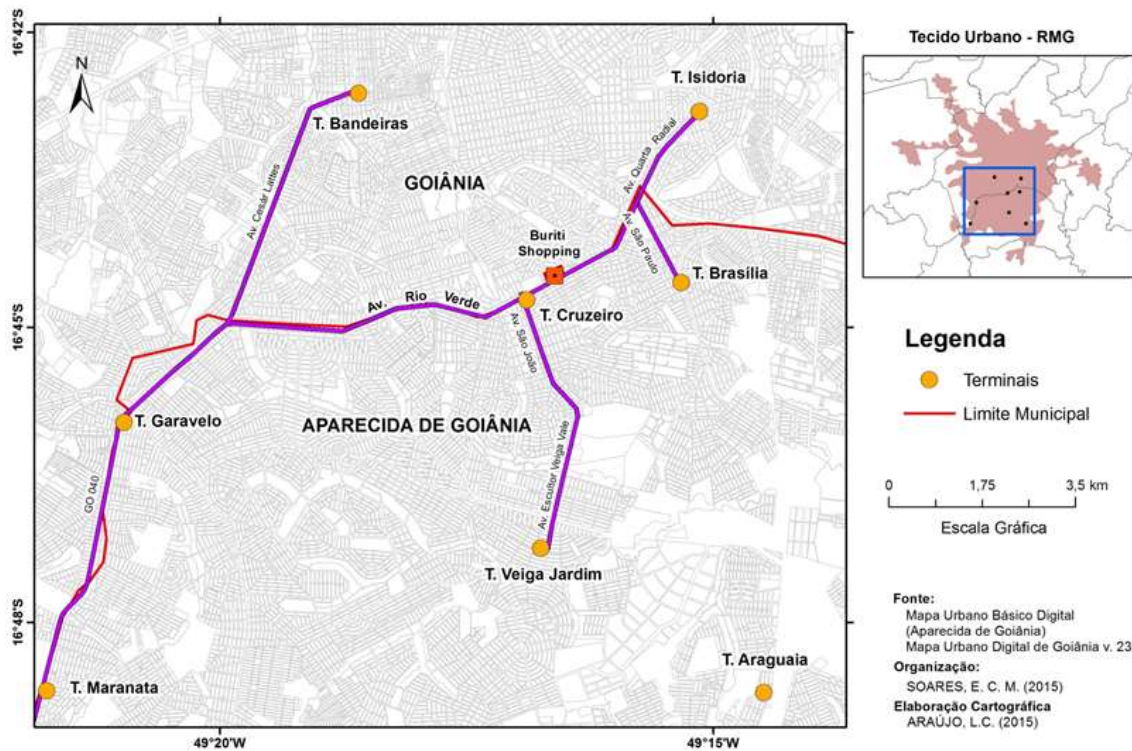 16°42'S
16°45'S
16°48'S
49°20'W
49°15'W
N
T. Bandeiras
T. Isidoria
Av. Quarta Radial
Av. Cesár Lattes
GOIÂNIA
Buriti
Shopping
Av. São Paulo
T. Brasília
Av. Rio Verde
T. Cruzeiro
Av. São João
T. Garavelo
APARECIDA DE GOIÂNIA
GO 040
Av. Escultor Veiga Vale
T. Veiga Jardim
T. Araguaia
T. Maranata
Tecido Urbano - RMG
Legenda
Terminais
Limite Municipal
0 1,75 3,5 km
Escala Gráfica
Fonte:
Mapa Urbano Básico Digital
(Aparecida de Goiânia)
Mapa Urbano Digital de Goiânia v. 23
Organização:
SOARES, E. C. M. (2015)
Elaboração Cartográfica
ARAÚJO, L.C. (2015)